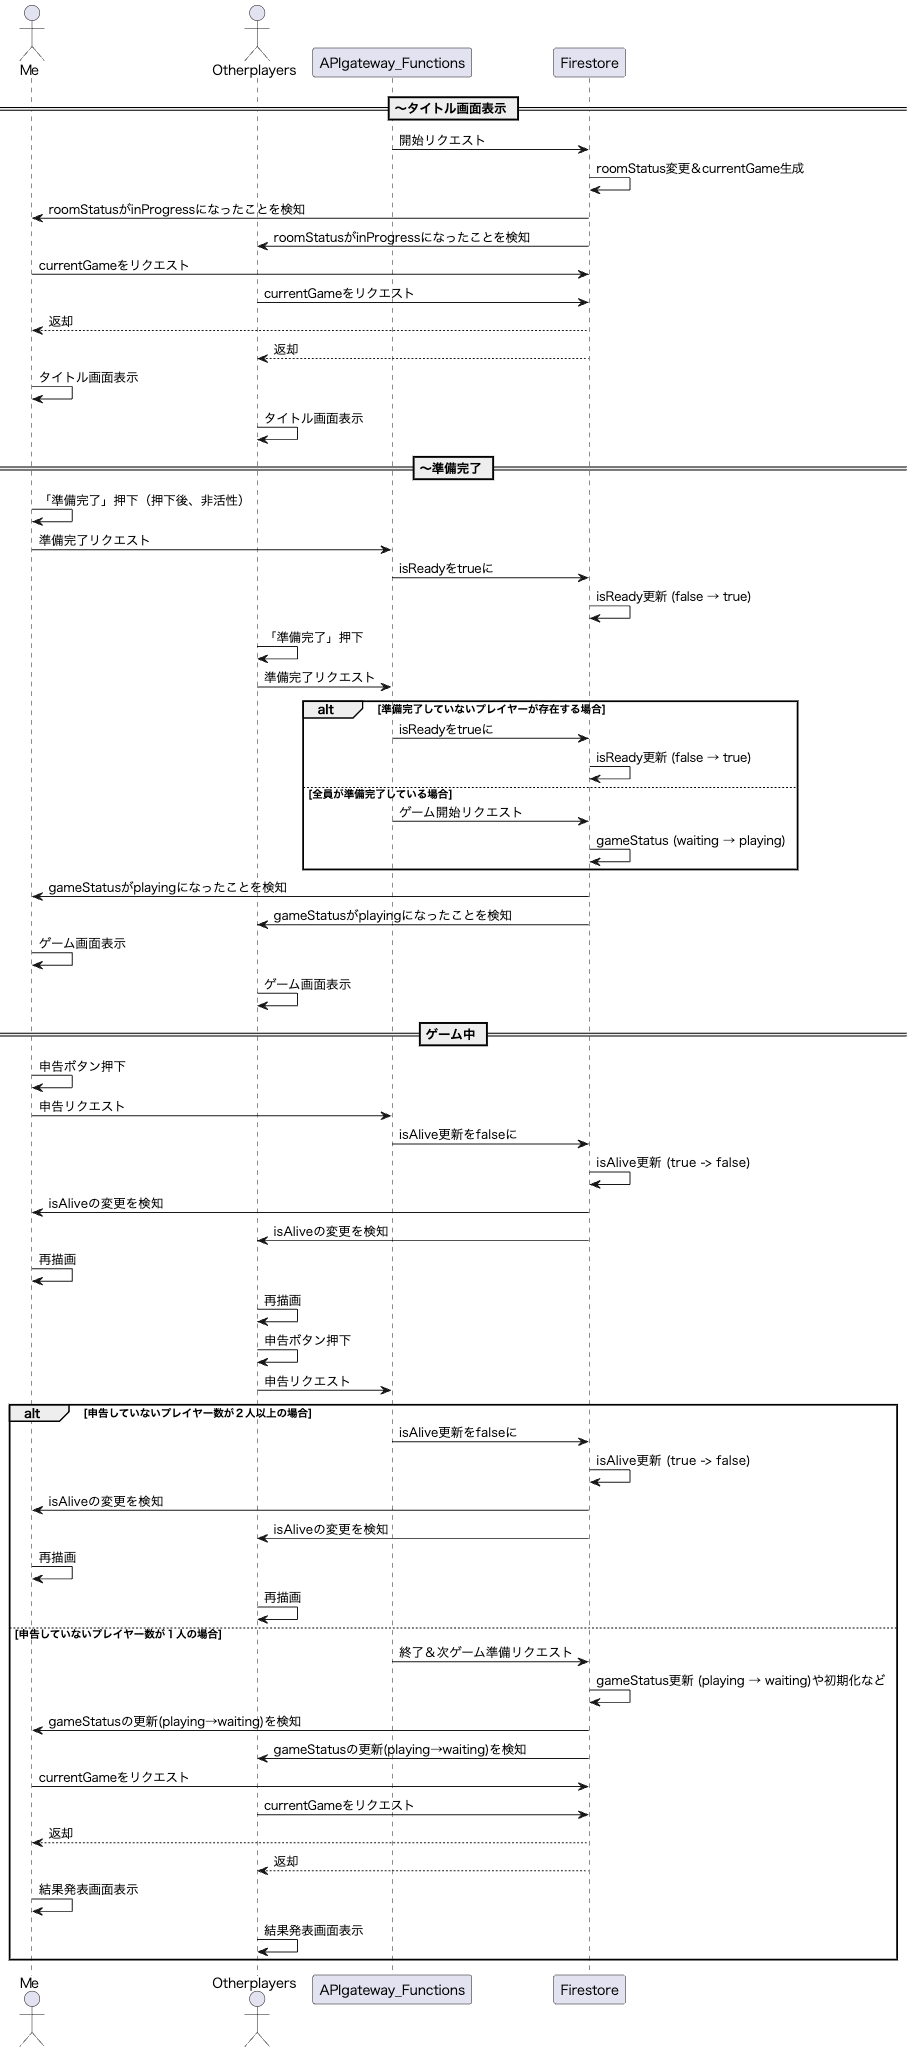 Me
Otherplayers
APIgateway_Functions
Firestore
～タイトル画面表示
開始リクエスト
roomStatus変更＆currentGame生成
roomStatusがinProgressになったことを検知
roomStatusがinProgressになったことを検知
currentGameをリクエスト
currentGameをリクエスト
返却
返却
タイトル画面表示
タイトル画面表示
～準備完了
「準備完了」押下（押下後、非活性）
準備完了リクエスト
isReadyをtrueに
isReady更新 (false → true)
「準備完了」押下
準備完了リクエスト
alt [準備完了していないプレイヤーが存在する場合]
isReadyをtrueに
isReady更新 (false → true)
[全員が準備完了している場合]
ゲーム開始リクエスト
gameStatus (waiting → playing)
gameStatusがplayingになったことを検知
gameStatusがplayingになったことを検知
ゲーム画面表示
ゲーム画面表示
ゲーム中
申告ボタン押下
申告リクエスト
isAlive更新をfalseに
isAlive更新 (true -> false)
isAliveの変更を検知
isAliveの変更を検知
再描画
再描画
申告ボタン押下
申告リクエスト
alt [申告していないプレイヤー数が２人以上の場合]
isAlive更新をfalseに
isAlive更新 (true -> false)
isAliveの変更を検知
isAliveの変更を検知
再描画
再描画
[申告していないプレイヤー数が１人の場合]
終了＆次ゲーム準備リクエスト
gameStatus更新 (playing → waiting)や初期化など
gameStatusの更新(playing→waiting)を検知
gameStatusの更新(playing→waiting)を検知
currentGameをリクエスト
currentGameをリクエスト
返却
返却
結果発表画面表示
結果発表画面表示
Me
Otherplayers
APIgateway_Functions
Firestore